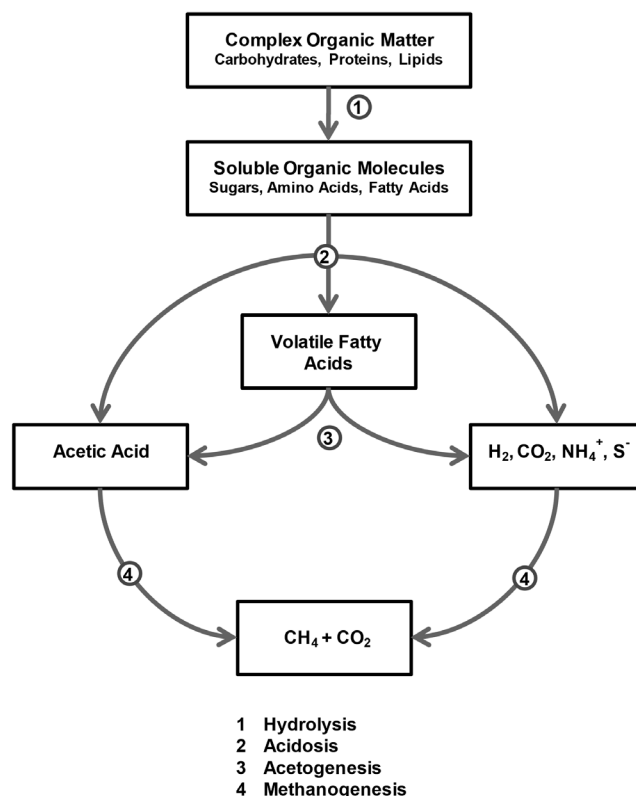 Complex Organic Matter
Carbohydrates, Proteins, Lipids
1
Soluble Organic Molecules
Sugars, Amino Acids, Fatty Acids
2
Volatile Fatty
Acids
3
Acetic Acid
H₂, CO₂, NH₄⁺, S⁻
4
4
CH₄ + CO₂
1 Hydrolysis
2 Acidosis
3 Acetogenesis
4 Methanogenesis